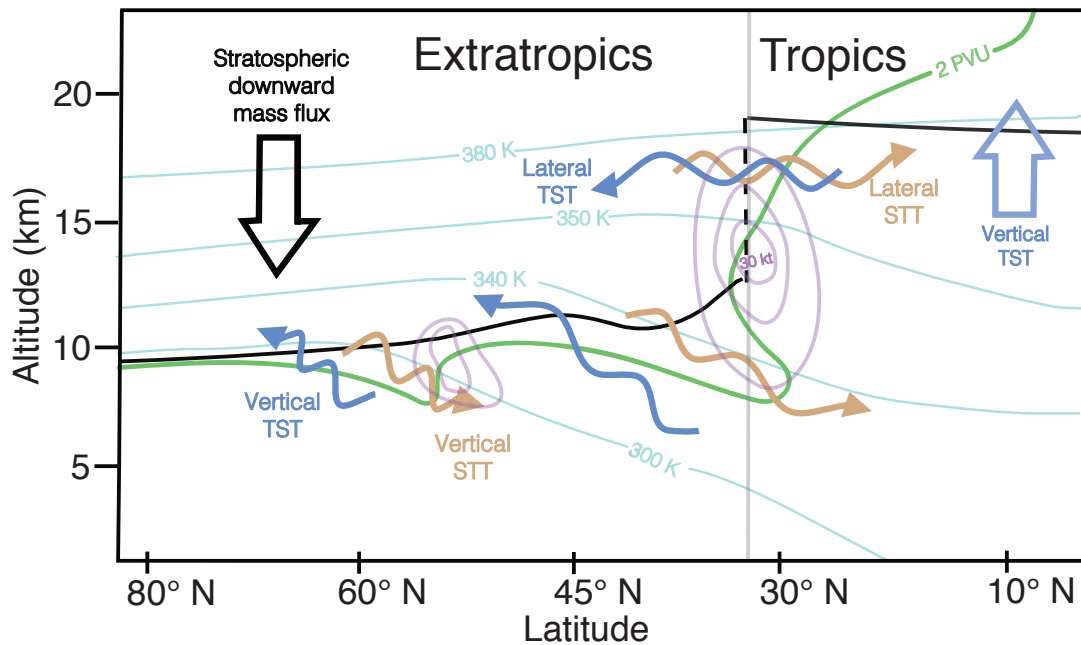 Extratropics
Tropics
Stratospheric
downward
mass flux
2 PVU
20
380 K
Lateral
TST
Lateral
STT
15
350 K
Vertical
TST
30 kt
340 K
10
Vertical
TST
Vertical
STT
5
300 K
Altitude (km)
80° N
60° N
45° N
30° N
10° N
Latitude